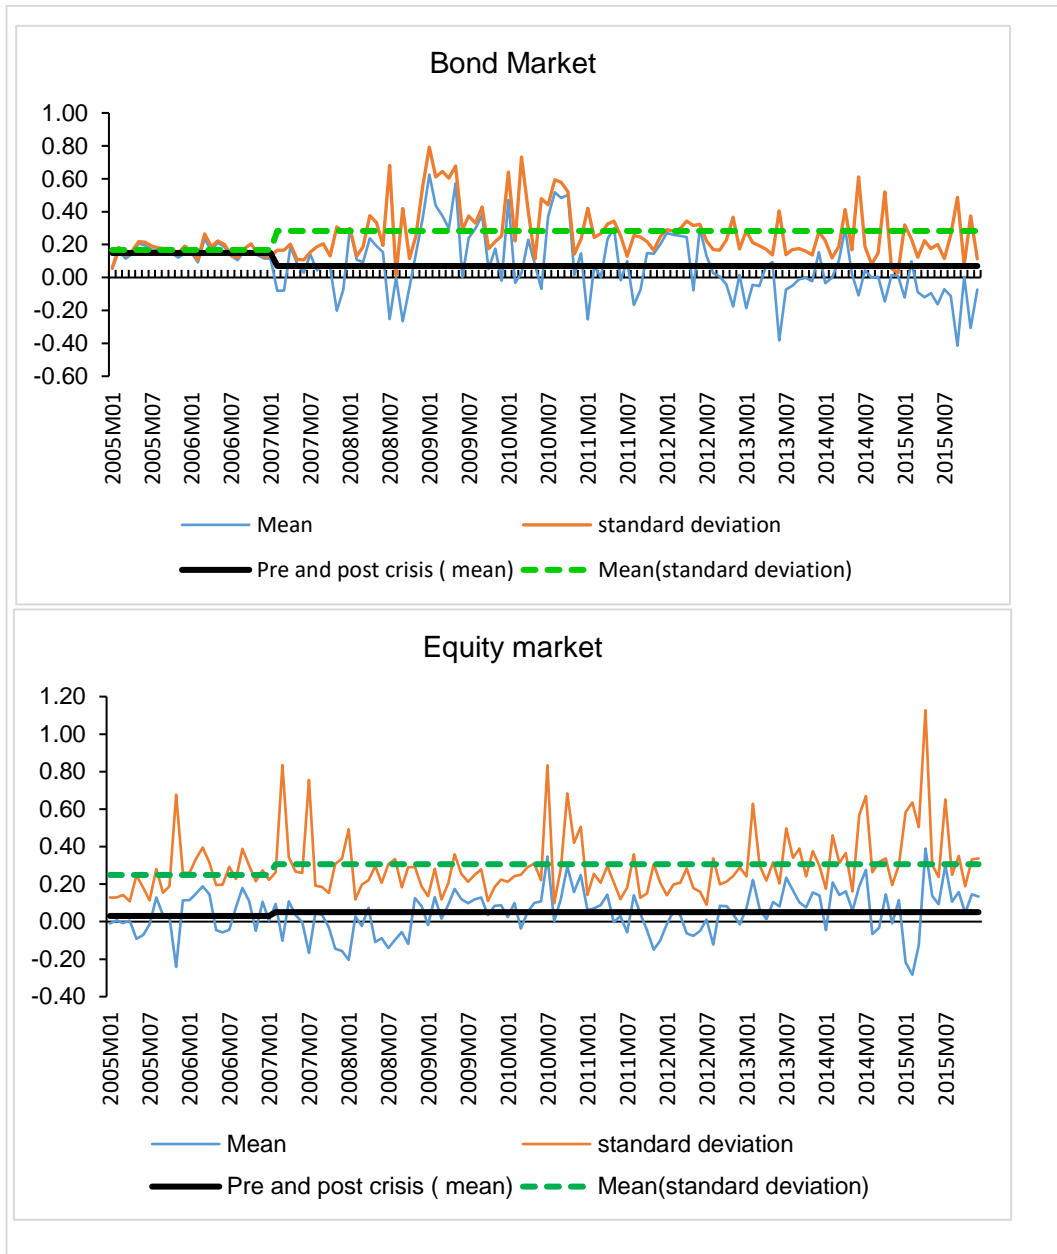 Bond Market
1.00
0.80
0.60
0.40
0.20
0.00
-0.20
-0.40
-0.60
2005M01
2005M07
2006M01
2006M07
2007M01
2007M07
2008M01
2008M07
2009M01
2009M07
2010M01
2010M07
2011M01
2011M07
2012M01
2012M07
2013M01
2013M07
2014M01
2014M07
2015M01
2015M07
Mean
standard deviation
Pre and post crisis ( mean)
Mean(standard deviation)
Equity market
1.20
1.00
0.80
0.60
0.40
0.20
0.00
-0.20
-0.40
2005M01
2005M07
2006M01
2006M07
2007M01
2007M07
2008M01
2008M07
2009M01
2009M07
2010M01
2010M07
2011M01
2011M07
2012M01
2012M07
2013M01
2013M07
2014M01
2014M07
2015M01
2015M07
Mean
standard deviation
Pre and post crisis ( mean)
Mean(standard deviation)